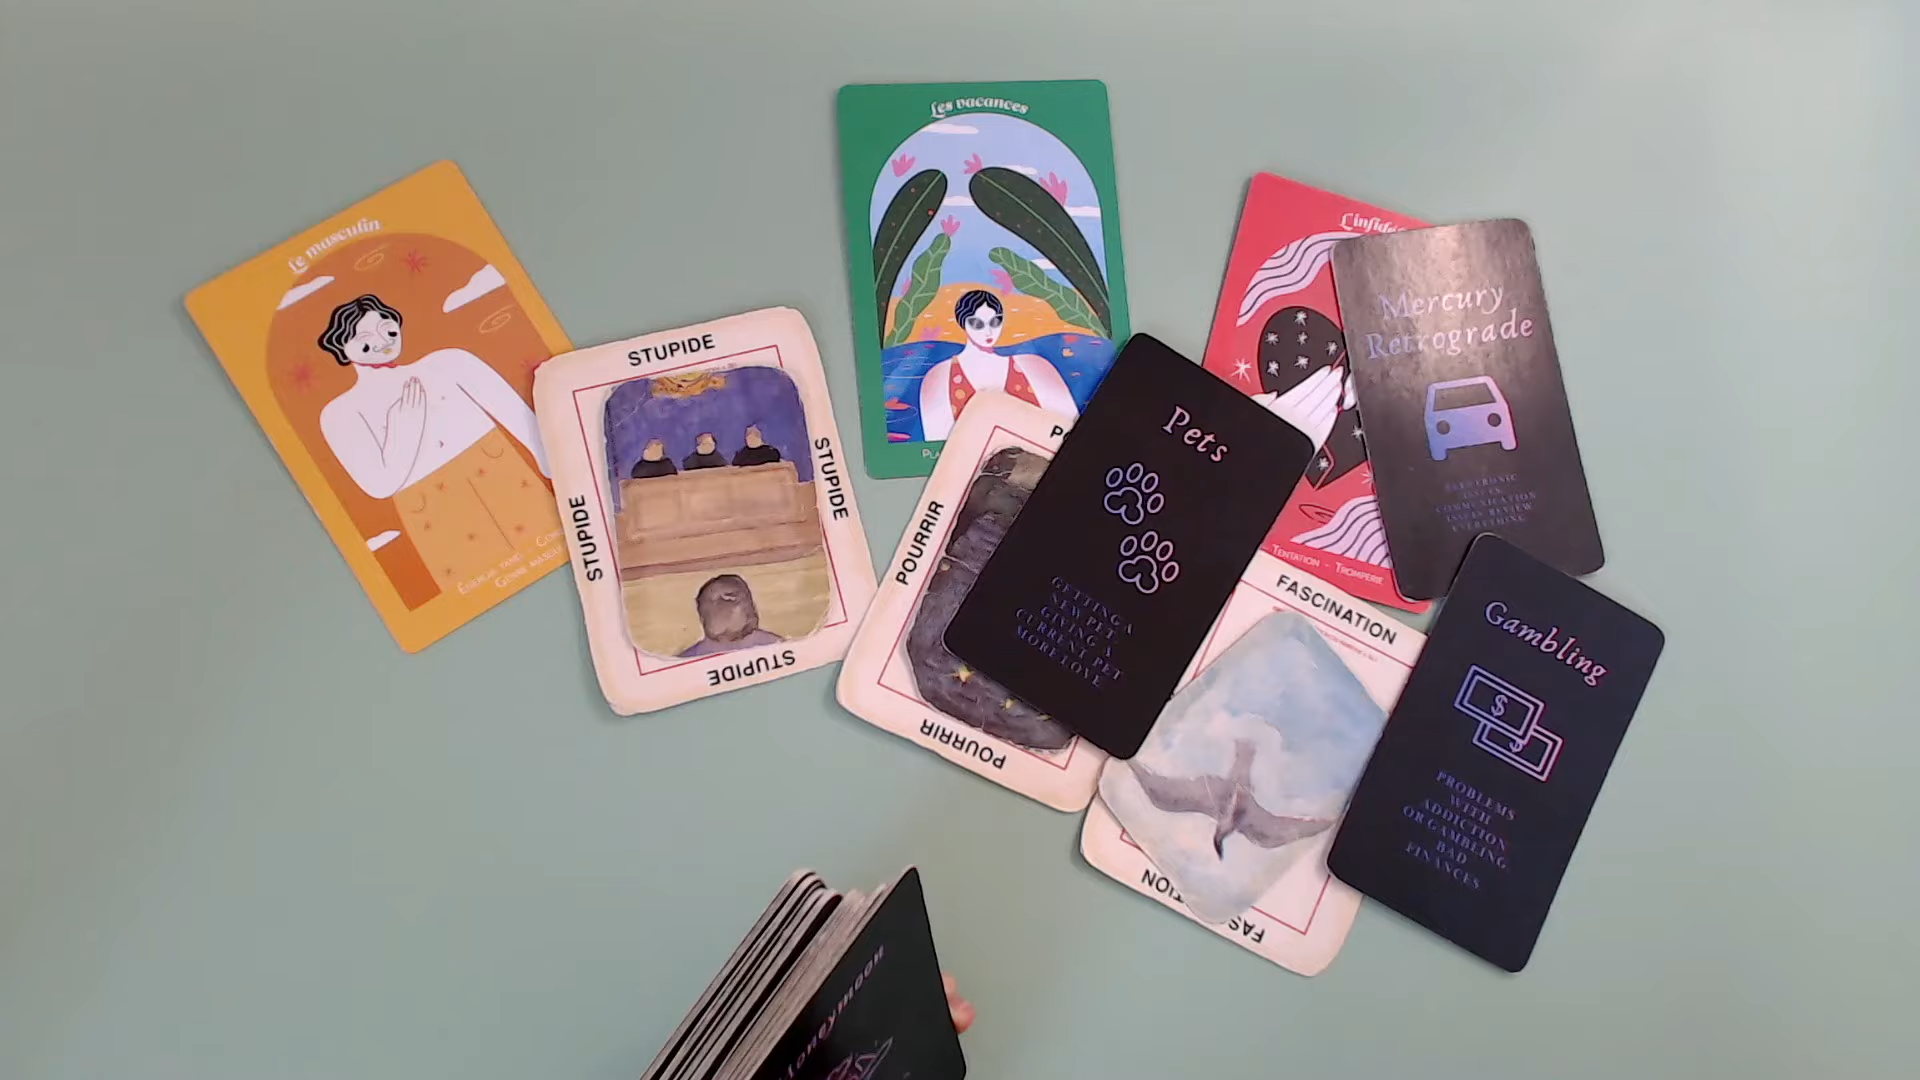 Le masculin
STUPIDE
STUPIDE
STUPIDE
STUPIDE
Les vacances
POURRIR
POURRIR
Pets
GETTING A
NEW PET
GIVING A
CURRENT PET
MORE LOVE
TENTATION - TROMPERIE
Mercury
Retrograde
ELECTRONIC
ISSUES
COMMUNICATION
ISSUES REVIEW
EVERYTHING
FASCINATION
Gambling
$
$
PROBLEMS
WITH
ADDICTION
OR GAMBLING
BAD
FINANCES